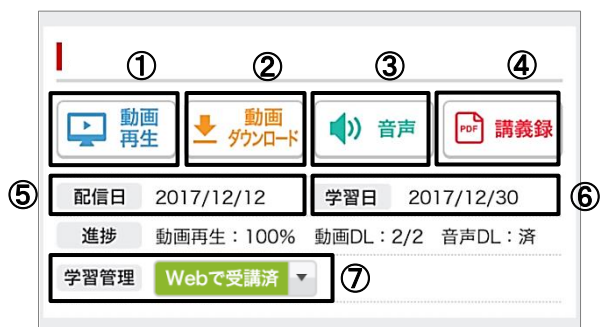 ① ② ③ ④
動画再生 動画ダウンロード 音声 PDF 講義録
⑤ 配信日 2017/12/12 学習日 2017/12/30 ⑥
進捗 動画再生：100% 動画DL：2/2 音声DL：済
学習管理 Webで受講済 ⑦